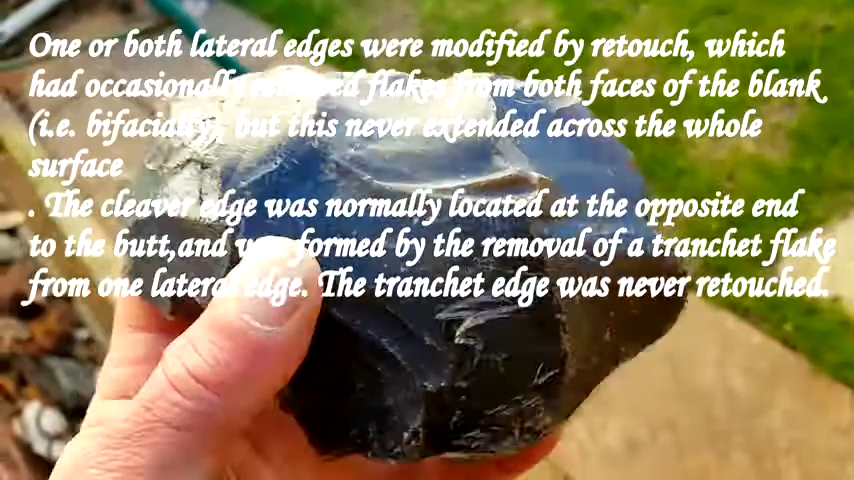 One or both lateral edges were modified by retouch, which
had occasionally removed flakes from both faces of the blank
(i.e. bifacially), but this never extended across the whole
surface
. The cleaver edge was normally located at the opposite end
to the butt,and was formed by the removal of a tranchet flake
from one lateral edge. The tranchet edge was never retouched.